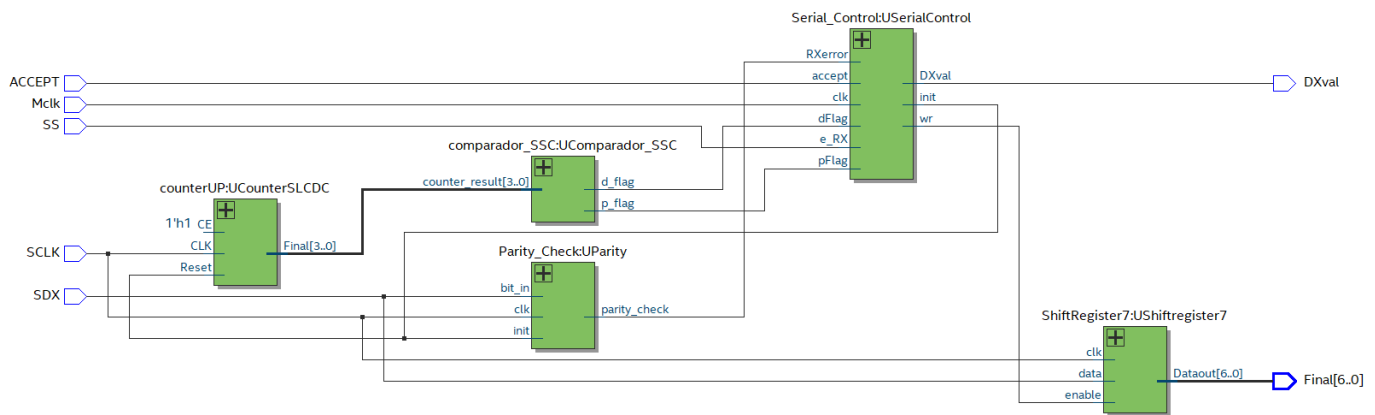 Serial_Control:USerialControl
RXerror
ACCEPT
accept
DXval
DXval
Mclk
clk
init
SS
dFlag
wr
e_RX
pFlag
comparador_SSC:UComparador_SSC
counter_result[3..0]
d_flag
p_flag
counterUP:UCounterSLCDC
1'h1 CE
SCLK
CLK
Final[3..0]
Reset
Parity_Check:UParity
SDX
bit_in
clk
parity_check
init
ShiftRegister7:UShiftregister7
clk
data
Dataout[6..0]
Final[6..0]
enable